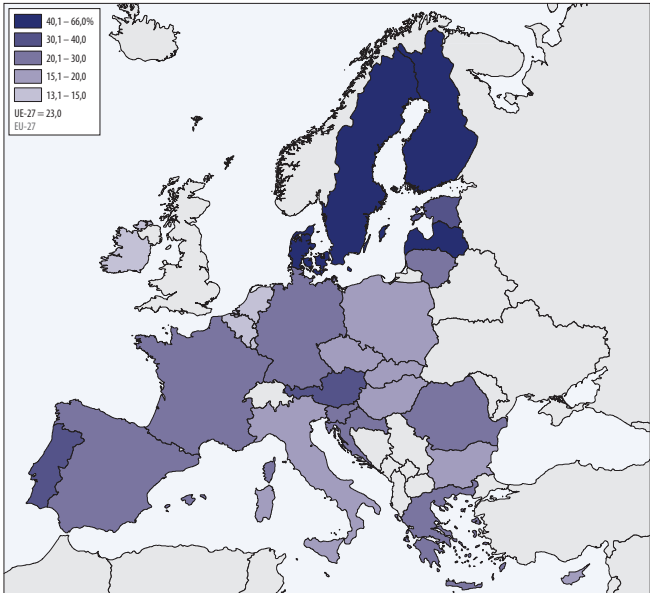 40,1 – 66,0%
30,1 – 40,0
20,1 – 30,0
15,1 – 20,0
13,1 – 15,0
UE-27 = 23,0
EU-27